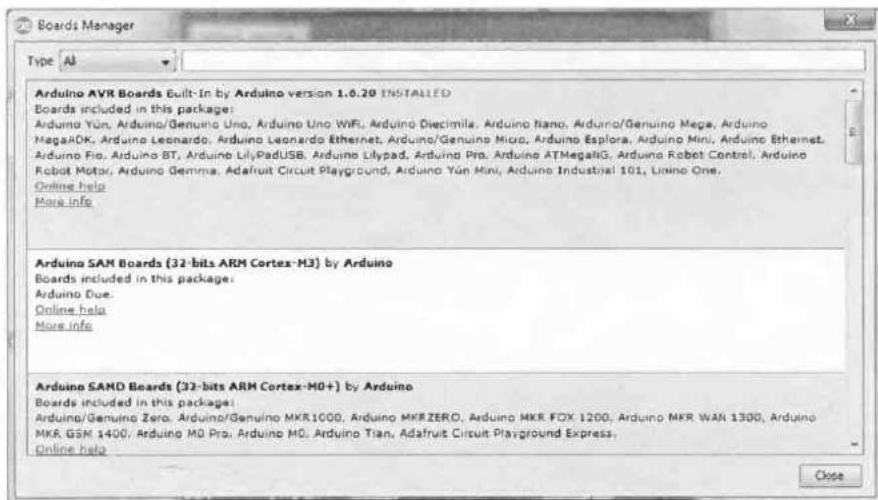 Boards Manager
Type All
Arduino AVR Boards Built-In by Arduino version 1.6.20 INSTALLED
Boards included in this package:
Arduino Yún, Arduino/Genuino Uno, Arduino Uno WiFi, Arduino Diecimila, Arduino Nano, Arduino/Genuino Mega, Arduino
MegaADK, Arduino Leonardo, Arduino Leonardo Ethernet, Arduino/Genuino Micro, Arduino Esplora, Arduino Mini, Arduino Ethernet,
Arduino Fio, Arduino BT, Arduino LilyPadUSB, Arduino Lilypad, Arduino Pro, Arduino ATMegaNG, Arduino Robot Control, Arduino
Robot Motor, Arduino Gemma, Adafruit Circuit Playground, Arduino Yún Mini, Arduino Industrial 101, Linino One.
Online help
More info
Arduino SAM Boards (32-bits ARM Cortex-M3) by Arduino
Boards included in this package:
Arduino Due.
Online help
More info
Arduino SAMD Boards (32-bits ARM Cortex-M0+) by Arduino
Boards included in this package:
Arduino/Genuino Zero, Arduino/Genuino MKR1000, Arduino MKRZERO, Arduino MKR FOX 1200, Arduino MKR WAN 1300, Arduino
MKR GSM 1400, Arduino M0 Pro, Arduino M0, Arduino Tian, Adafruit Circuit Playground Express.
Online help
Close